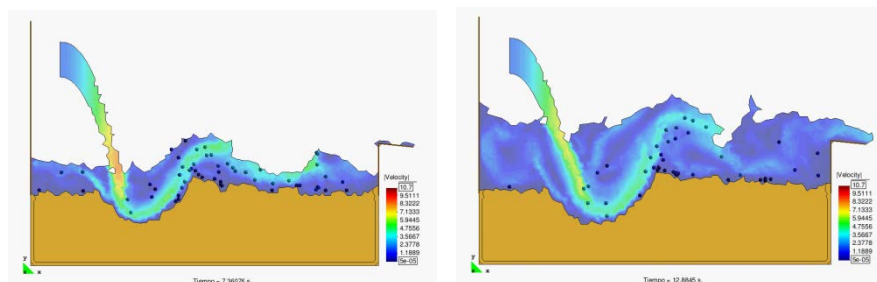 |Velocity|
10.7
9.5111
8.3222
7.1333
5.9445
4.7556
3.5667
2.3778
1.1889
5e-05
y
x
Tiempo = 7.36076 s.
|Velocity|
10.7
9.5111
8.3222
7.1333
5.9445
4.7556
3.5667
2.3778
1.1889
5e-05
y
x
Tiempo = 12.8845 s.